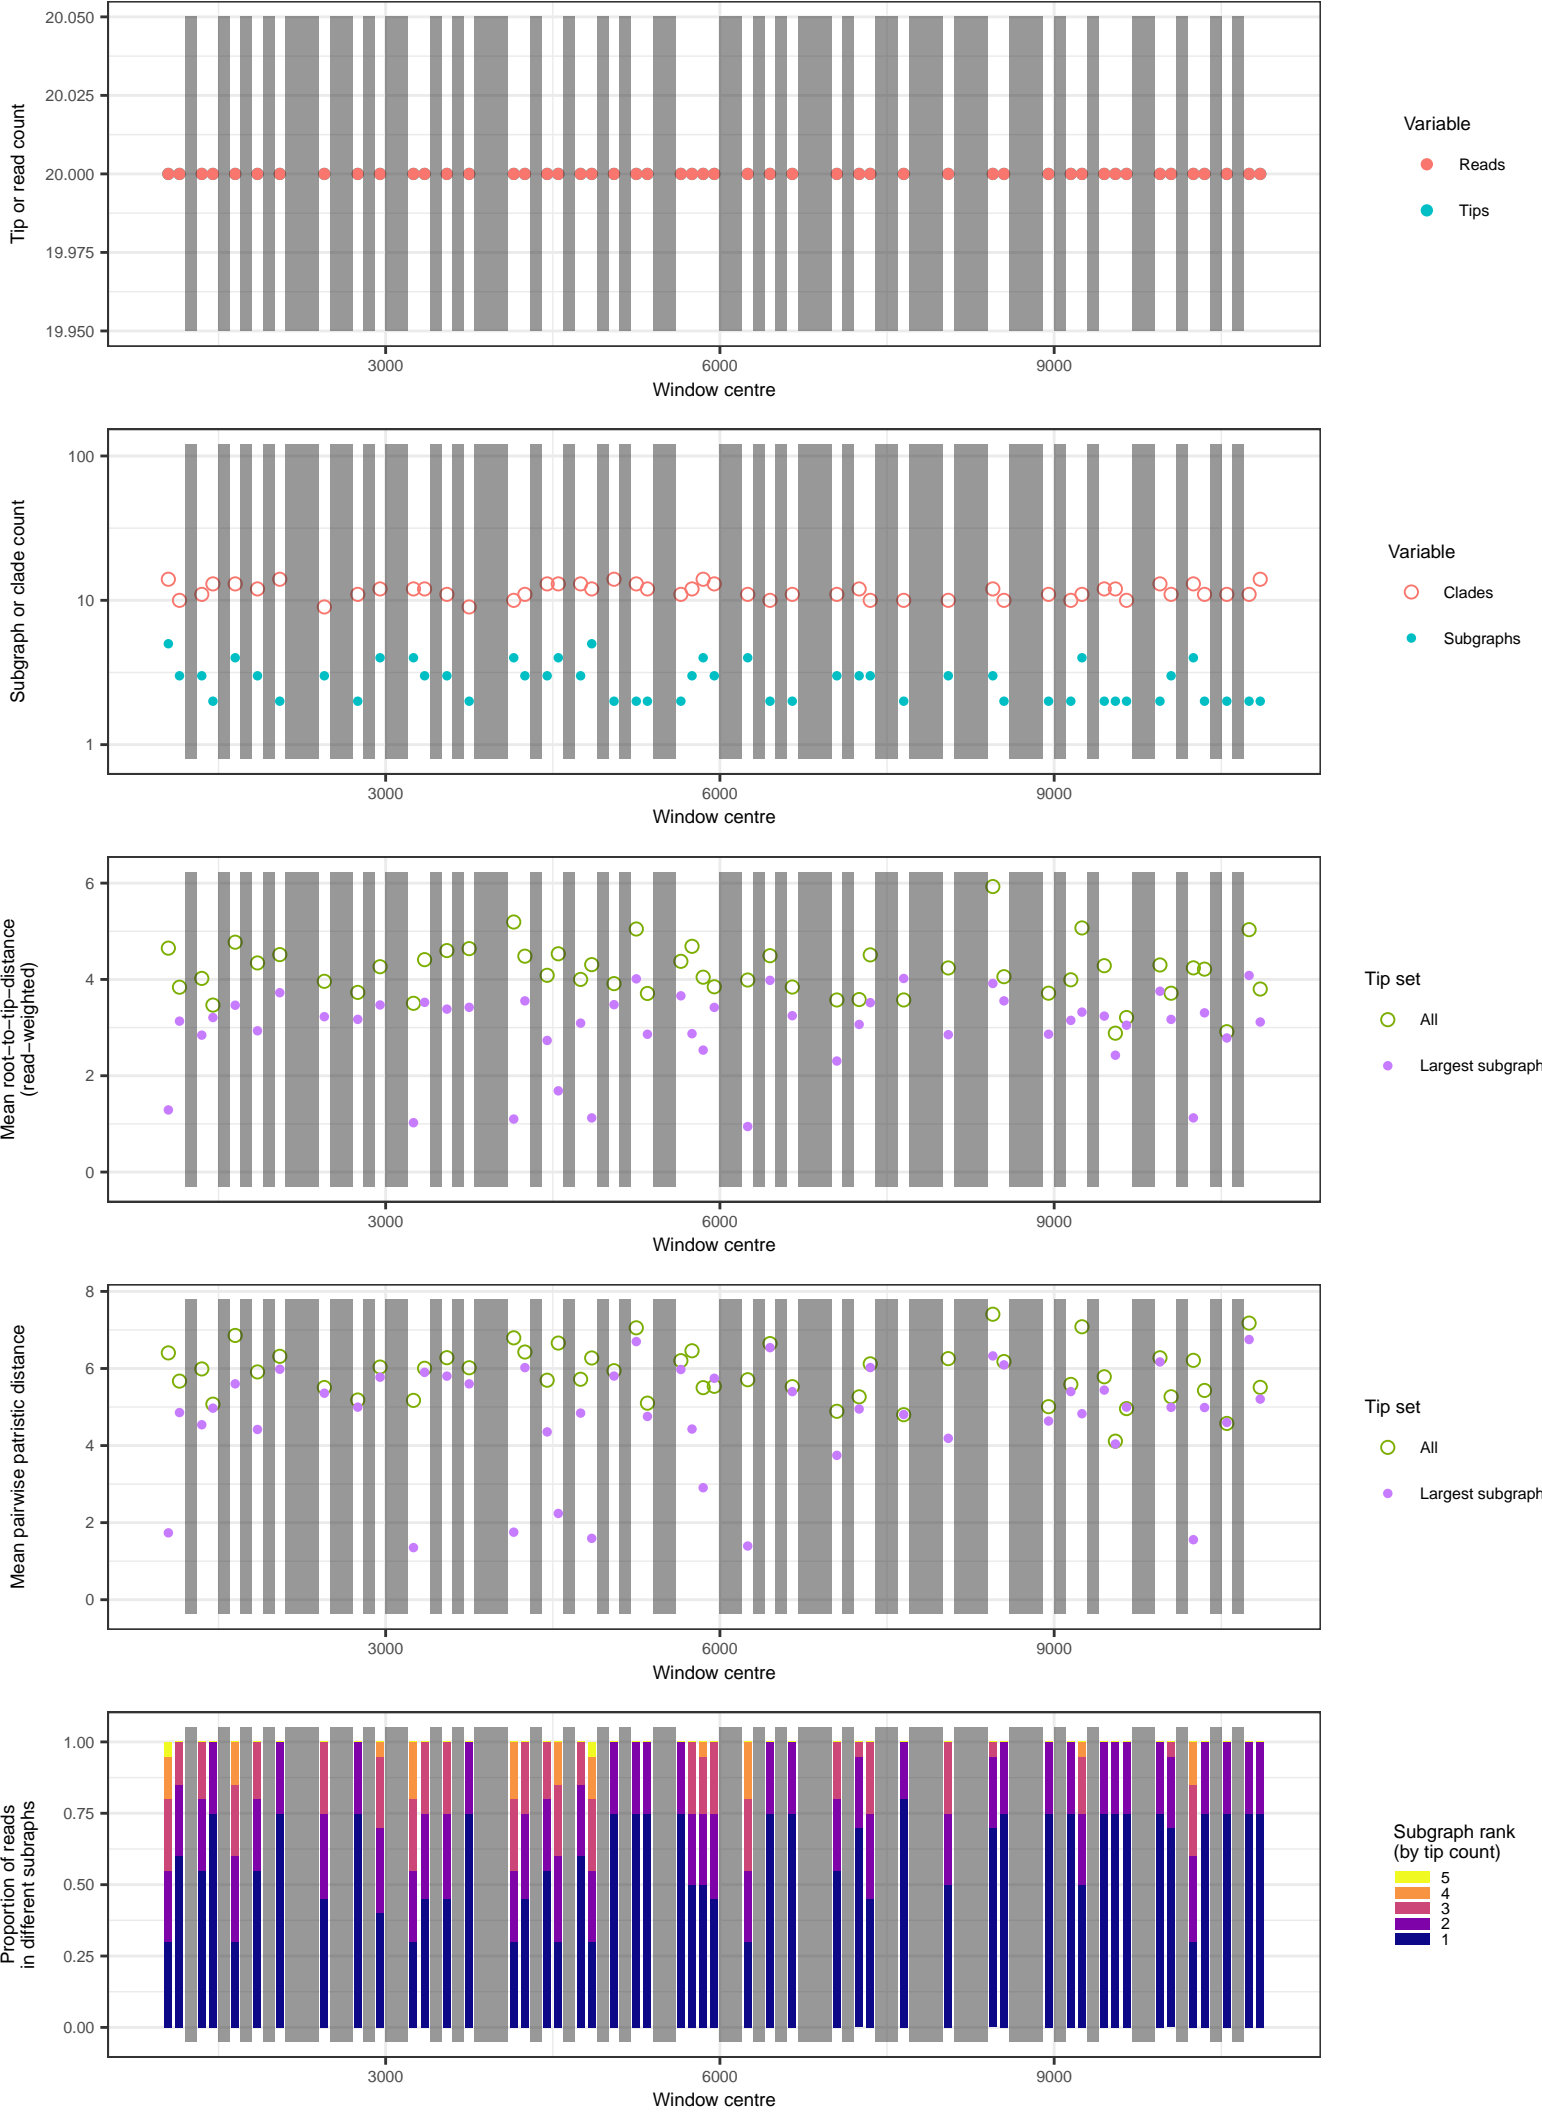 20.050
20.025
20.000
19.975
19.950
Tip or read count
3000
6000
9000
Window centre
Variable
Reads
Tips
100
10
1
Subgraph or clade count
3000
6000
9000
Window centre
Variable
Clades
Subgraphs
6
4
2
0
Mean root−to−tip−distance
(read−weighted)
3000
6000
9000
Window centre
Tip set
All
Largest subgraph
8
6
4
2
0
Mean pairwise patristic distance
3000
6000
9000
Window centre
Tip set
All
Largest subgraph
1.00
0.75
0.50
0.25
0.00
Proportion of reads
in different subraphs
3000
6000
9000
Window centre
Subgraph rank
(by tip count)
5
4
3
2
1